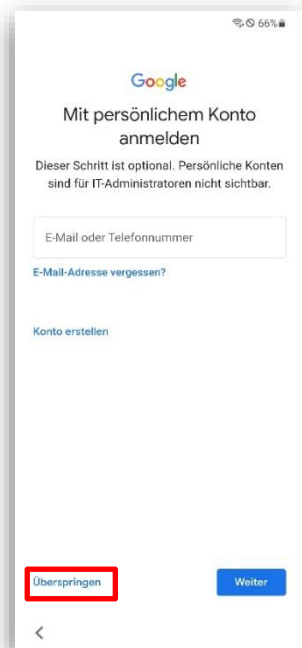 66%
Google
Mit persönlichem Konto
anmelden
Dieser Schritt ist optional. Persönliche Konten
sind für IT-Administratoren nicht sichtbar.
E-Mail oder Telefonnummer
E-Mail-Adresse vergessen?
Konto erstellen
Überspringen
Weiter